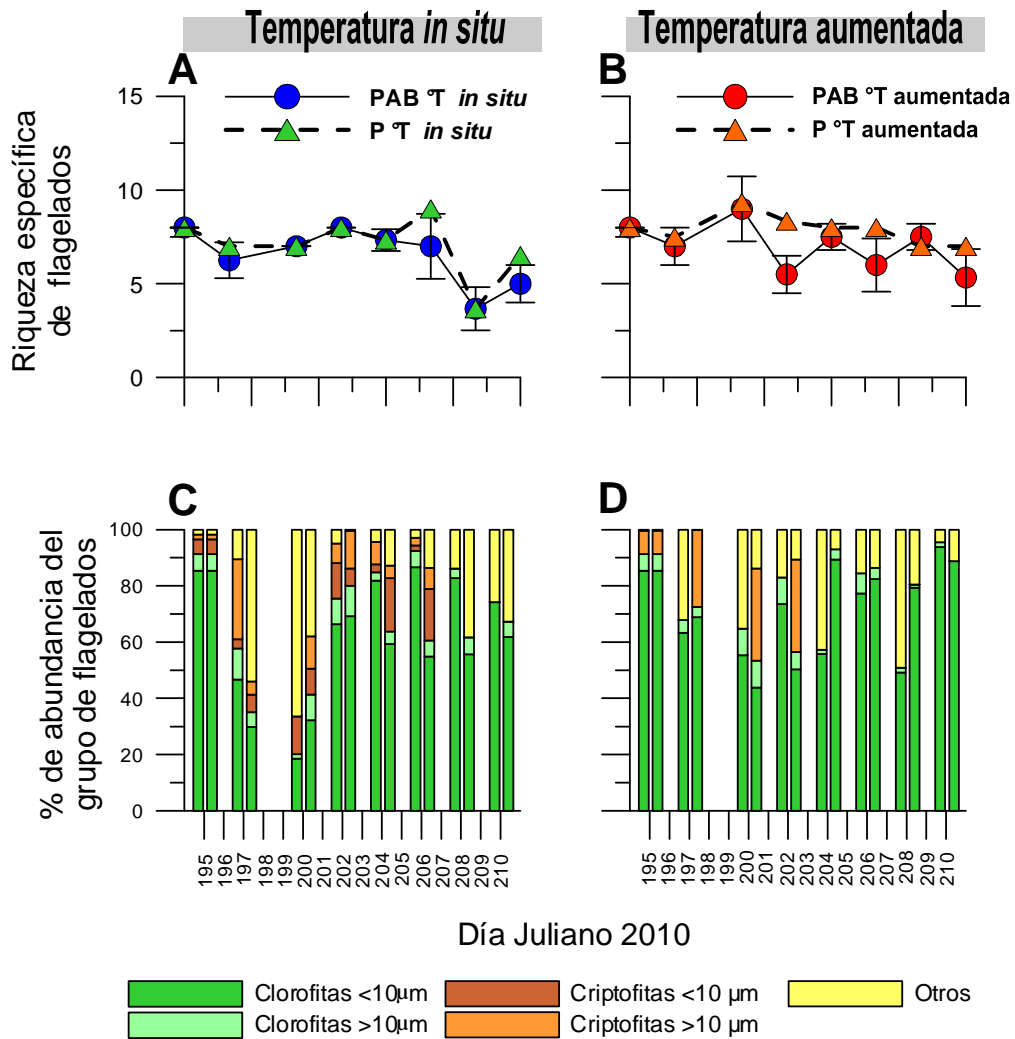 Temperatura in situ
Temperatura aumentada
A
B
15
10
5
0
Riqueza específica
de flagelados
PAB °T in situ
P °T in situ
PAB °T aumentada
P °T aumentada
C
D
100
80
60
40
20
0
% de abundancia del
grupo de flagelados
195
196
197
198
199
200
201
202
204
205
206
207
208
209
210
195
196
197
198
199
200
201
202
203
204
205
206
207
208
209
210
Día Juliano 2010
Clorofitas <10µm
Criptofitas <10 µm
Otros
Clorofitas >10µm
Criptofitas >10 µm